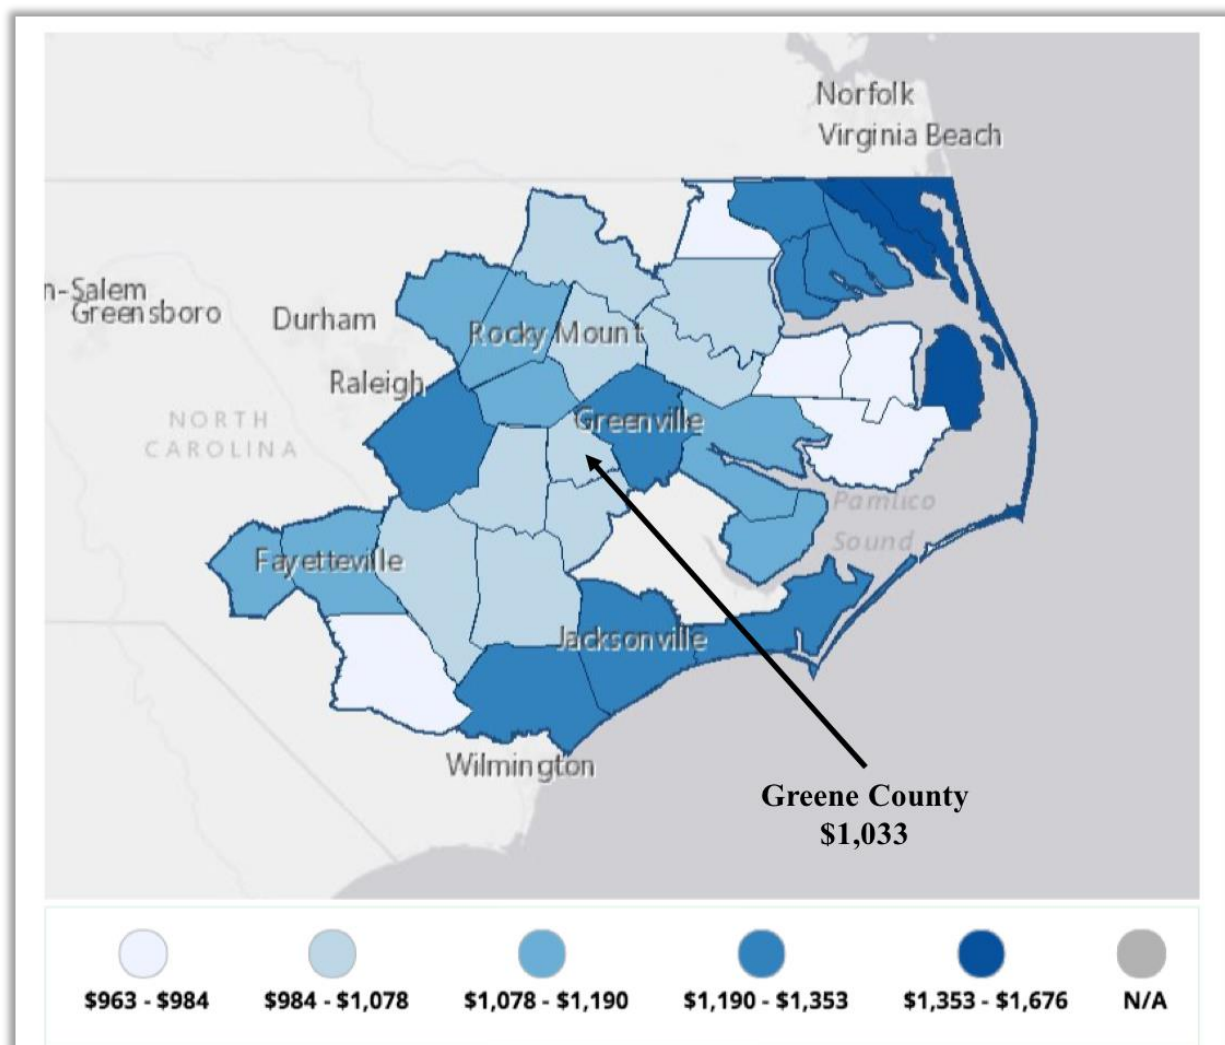 Norfolk
Virginia Beach
n-Salem
Greensboro
Durham
Rocky Mount
Raleigh
NORTH
CAROLINA
Greenville
Pamlico
Sound
Fayetteville
Jacksonville
Wilmington
Greene County
$1,033
$963 - $984
$984 - $1,078
$1,078 - $1,190
$1,190 - $1,353
$1,353 - $1,676
N/A